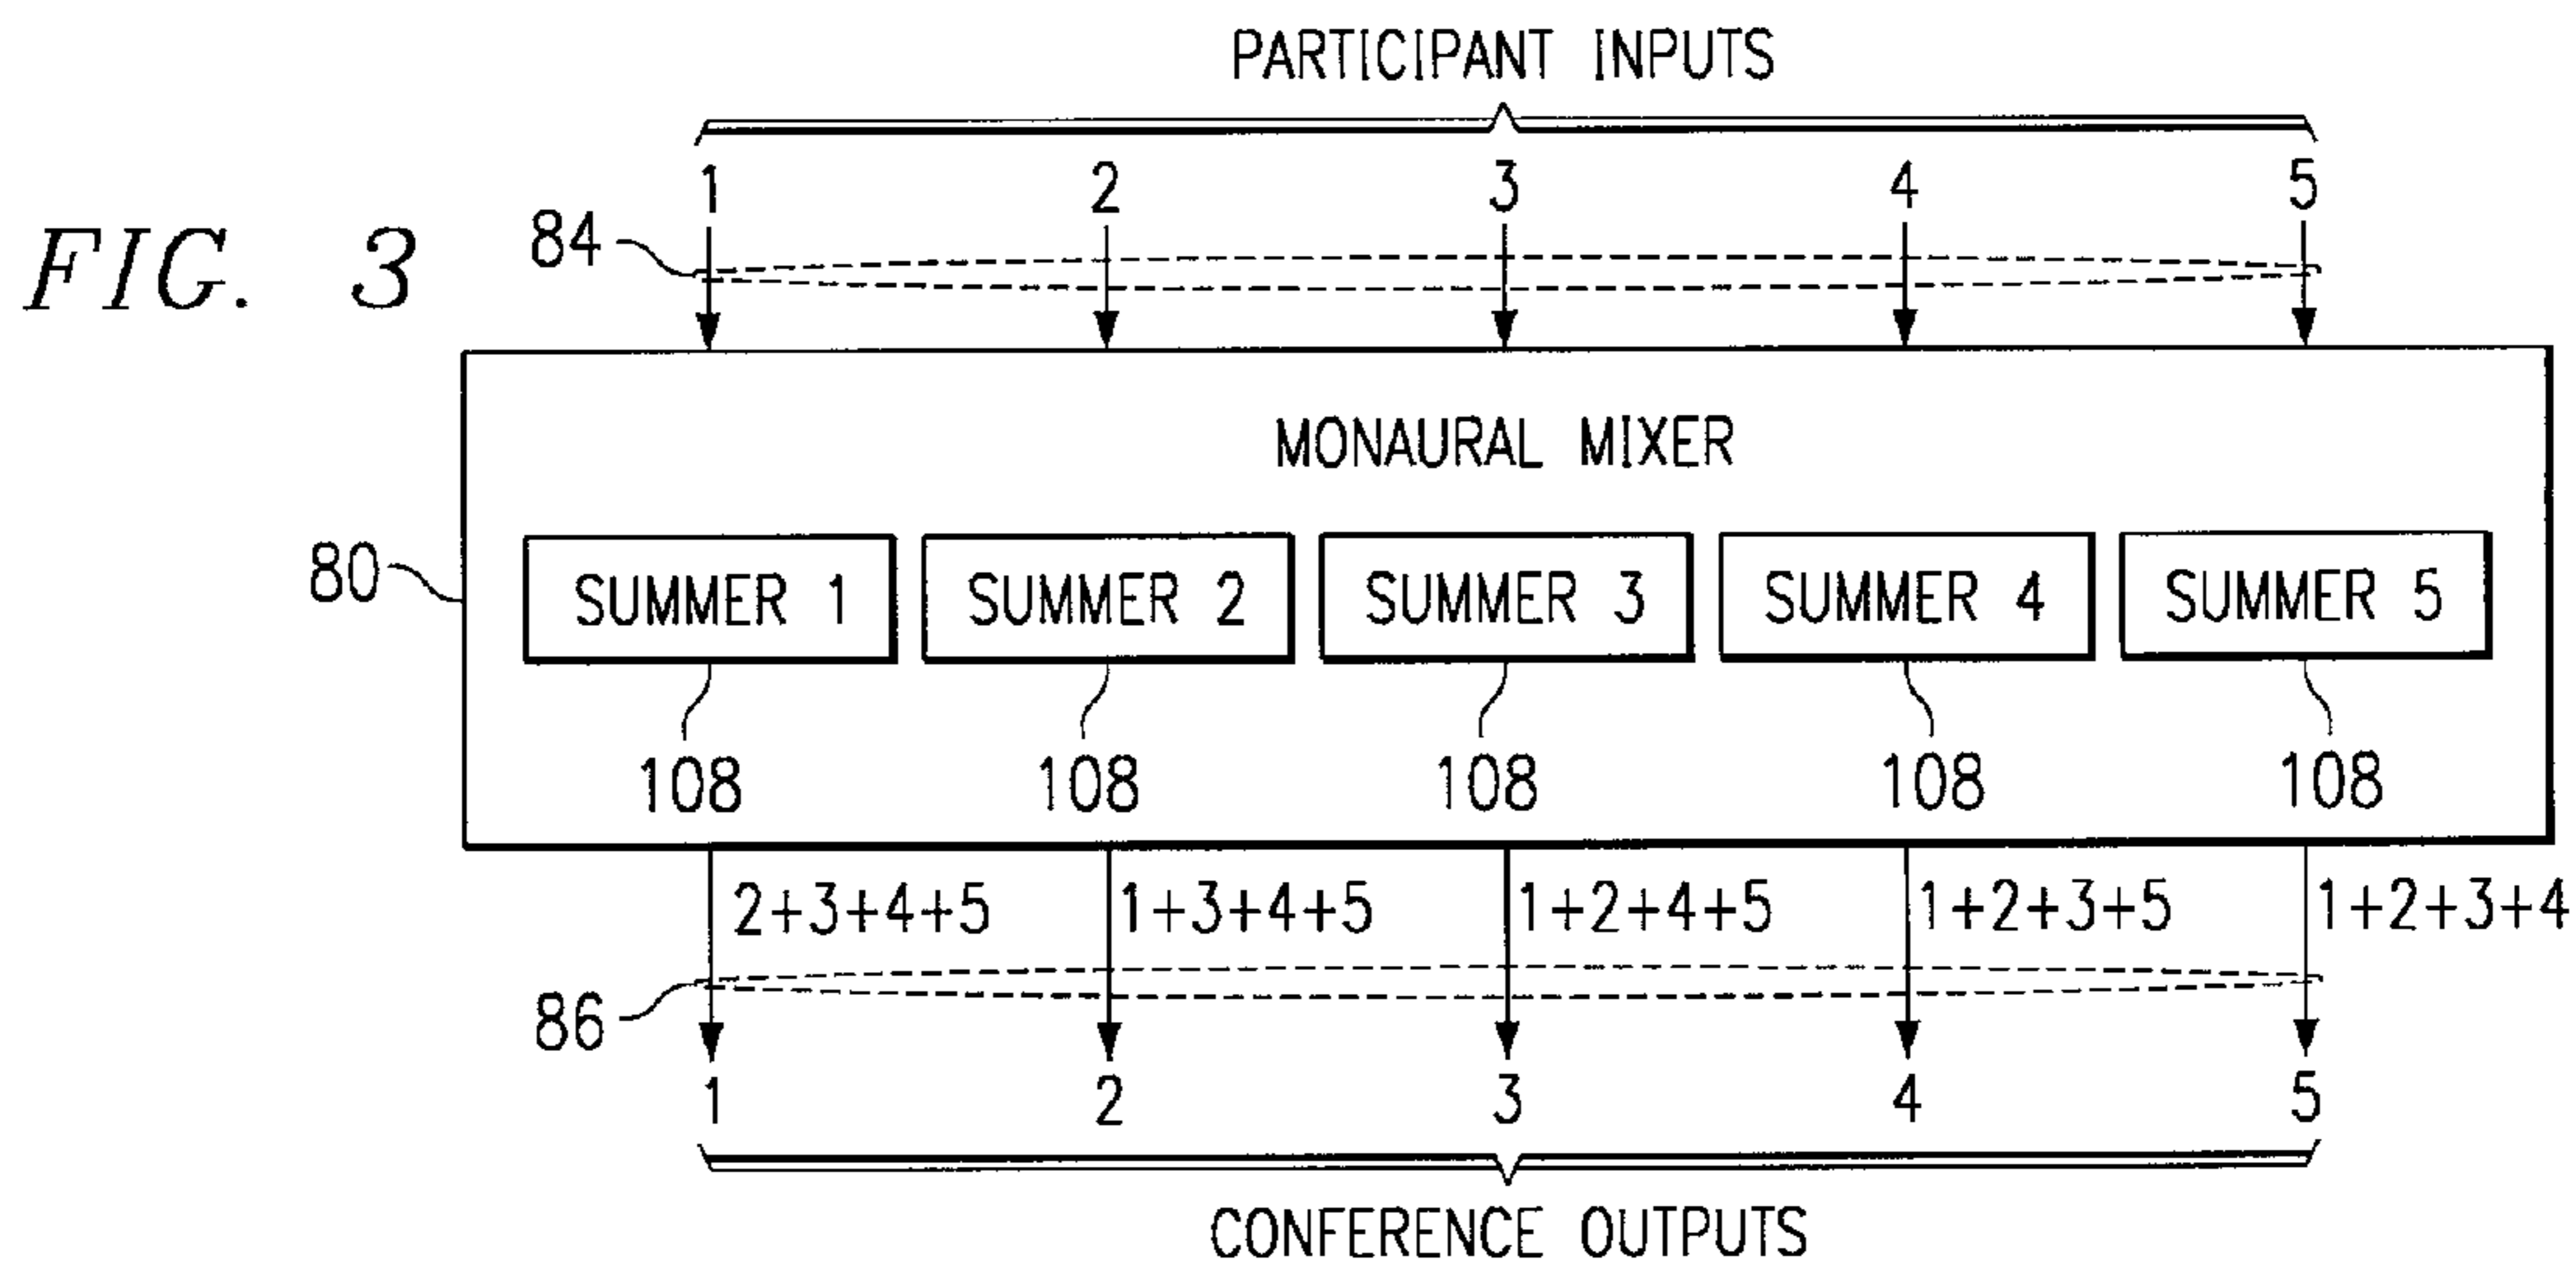 PARTICIPANT INPUTS
1 2 3 4 5
84
FIG. 3
MONAURAL MIXER
80
SUMMER 1 SUMMER 2 SUMMER 3 SUMMER 4 SUMMER 5
108 108 108 108 108
2+3+4+5 1+3+4+5 1+2+4+5 1+2+3+5 1+2+3+4
86
1 2 3 4 5
CONFERENCE OUTPUTS